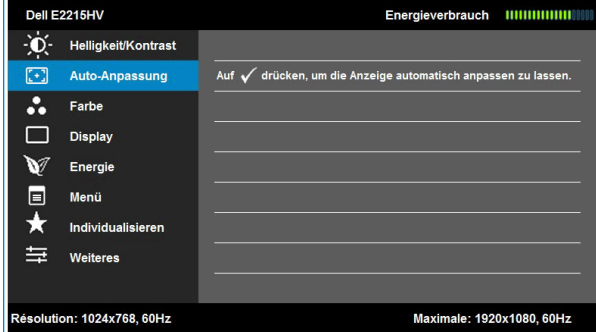 Dell E2215HV Energieverbrauch
Helligkeit/Kontrast
Auto-Anpassung Auf ✓ drücken, um die Anzeige automatisch anpassen zu lassen.
Farbe
Display
Energie
Menü
Individualisieren
Weiteres
Résolution: 1024x768, 60Hz Maximale: 1920x1080, 60Hz